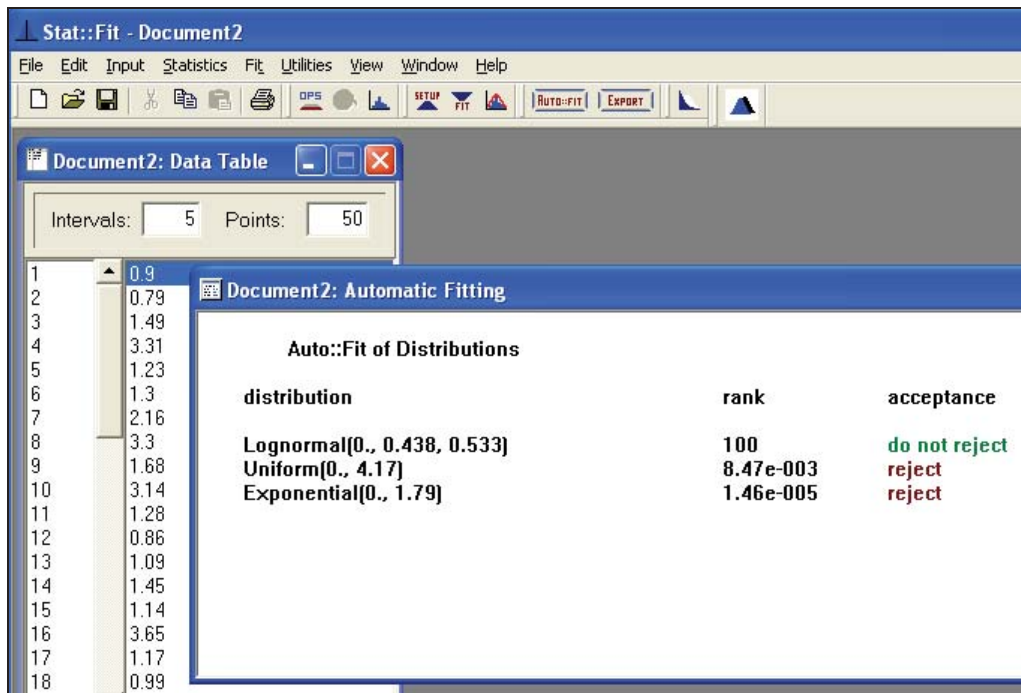 Stat::Fit - Document2
File Edit Input Statistics Fit Utilities View Window Help
OPS SETUP FIT AUTO::FIT EXPORT
Document2: Data Table
Intervals: 5 Points: 50
1 0.9
2 0.79
3 1.49
4 3.31
5 1.23
6 1.3
7 2.16
8 3.3
9 1.68
10 3.14
11 1.28
12 0.86
13 1.09
14 1.45
15 1.14
16 3.65
17 1.17
18 0.99
Document2: Automatic Fitting
Auto::Fit of Distributions
distribution rank acceptance
Lognormal(0., 0.438, 0.533) 100 do not reject
Uniform(0., 4.17) 8.47e-003 reject
Exponential(0., 1.79) 1.46e-005 reject